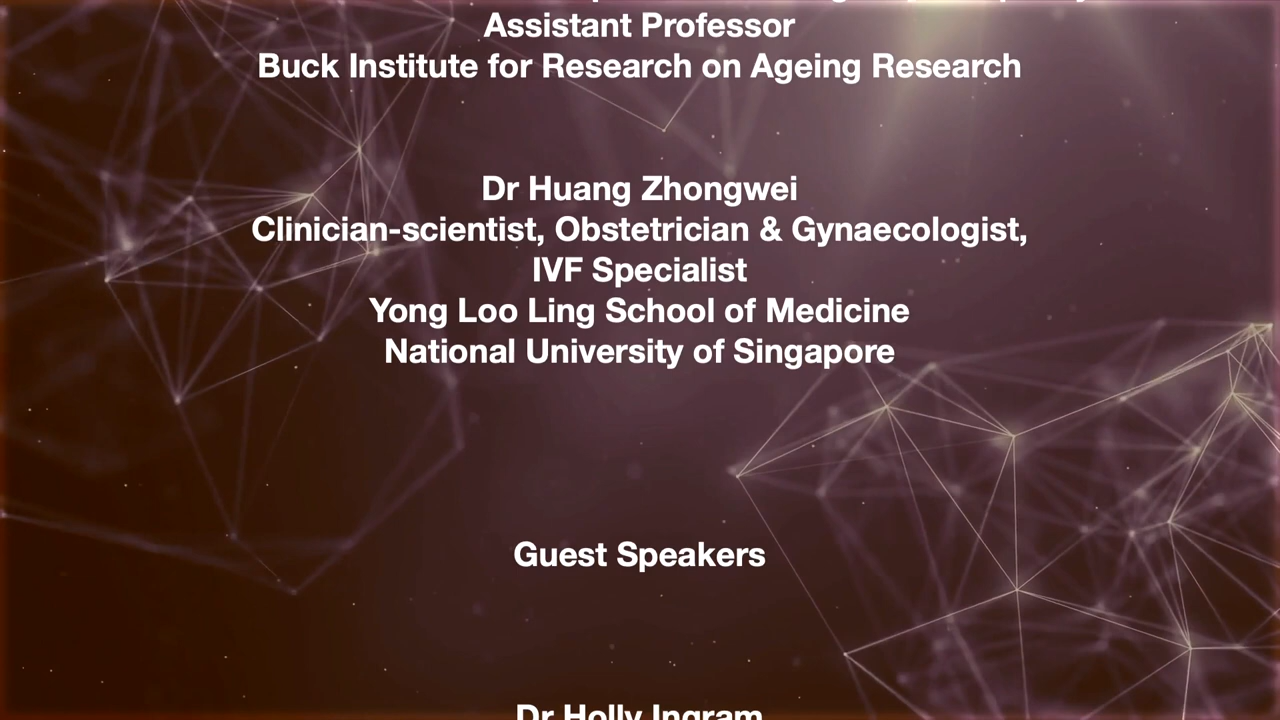 Assistant Professor
Buck Institute for Research on Ageing Research
Dr Huang Zhongwei
Clinician-scientist, Obstetrician & Gynaecologist,
IVF Specialist
Yong Loo Ling School of Medicine
National University of Singapore
Guest Speakers
Dr Holly Ingram